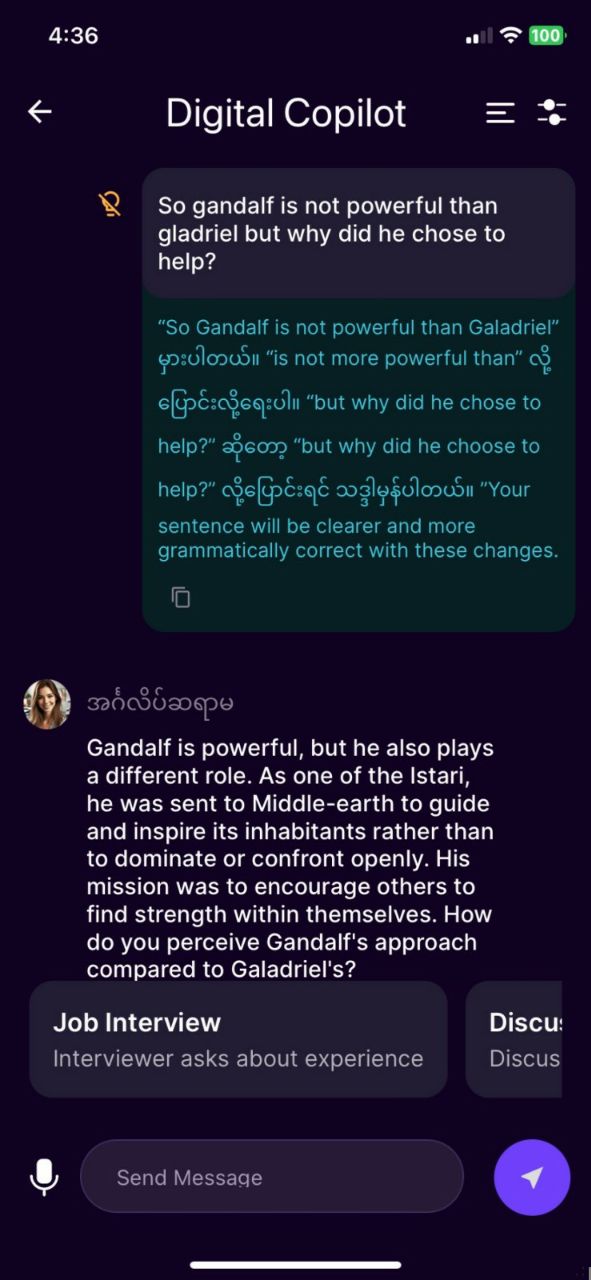 4:36
100
Digital Copilot
So gandalf is not powerful than
gladriel but why did he chose to
help?
“So Gandalf is not powerful than Galadriel”
မှားပါတယ်။ “is not more powerful than” လို့
ပြောင်းလို့ရေးပါ။ “but why did he chose to
help?” ဆိုတော့ “but why did he choose to
help?” လို့ပြောင်းရင် သဒ္ဒါမှန်ပါတယ်။ ”Your
sentence will be clearer and more
grammatically correct with these changes.
အင်္ဂလိပ်ဆရာမ
Gandalf is powerful, but he also plays
a different role. As one of the Istari,
he was sent to Middle-earth to guide
and inspire its inhabitants rather than
to dominate or confront openly. His
mission was to encourage others to
find strength within themselves. How
do you perceive Gandalf's approach
compared to Galadriel's?
Job Interview
Interviewer asks about experience
Discus
Discus
Send Message